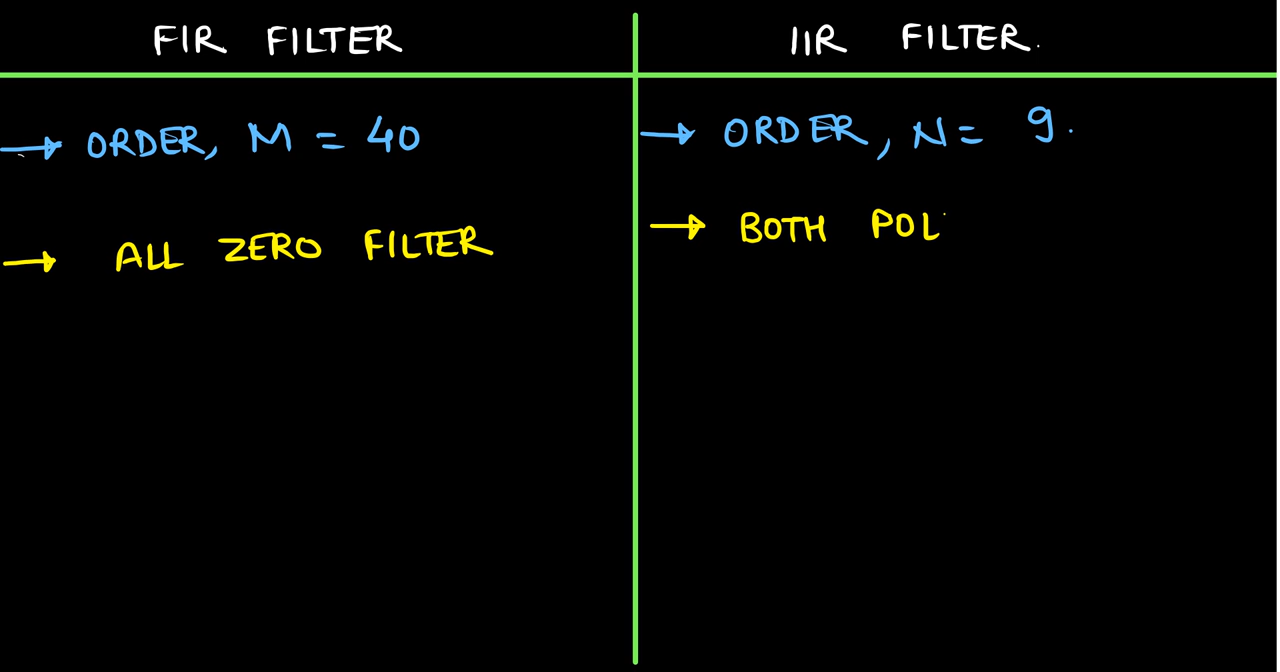 FIR FILTER
IIR FILTER.
→ ORDER, M = 40
→ ORDER, N = 9.
→ ALL ZERO FILTER
→ BOTH POL